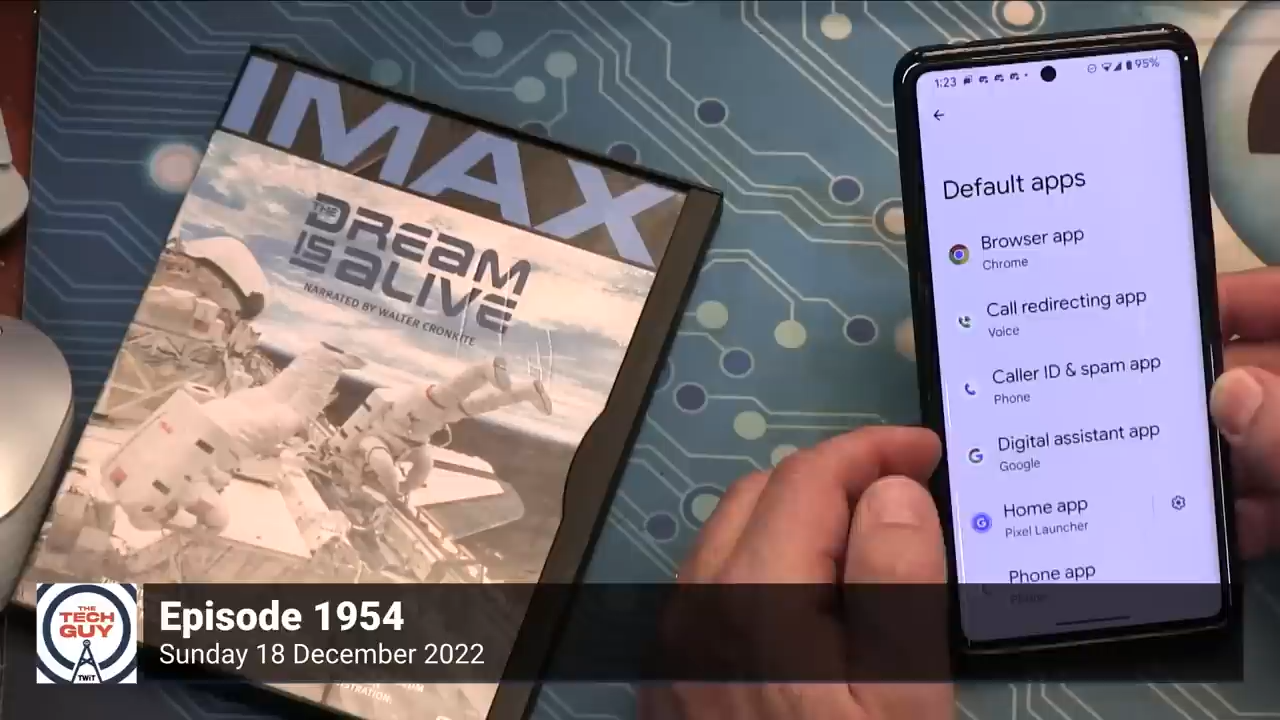 IMAX
THE
DREAM
IS ALIVE
NARRATED BY WALTER CRONKITE
1:23
95%
Default apps
Browser app
Chrome
Call redirecting app
Voice
Caller ID & spam app
Phone
Digital assistant app
Google
Home app
Pixel Launcher
Phone app
Phone
THE
TECH
GUY
TWiT
Episode 1954
Sunday 18 December 2022